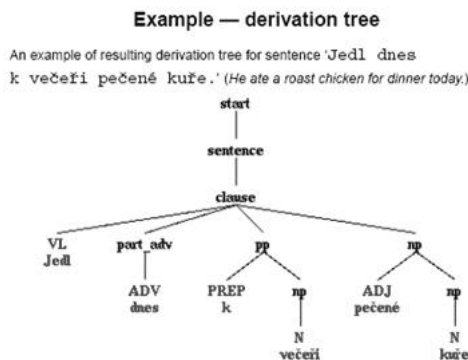 Example — derivation tree
An example of resulting derivation tree for sentence 'Jedl dnes
k večeři pečené kuře.' (He ate a roast chicken for dinner today.)
start
sentence
clause
VL part_adv pp np
Jedl
ADV PREP np ADJ np
dnes k pečené
N N
večeři kuře